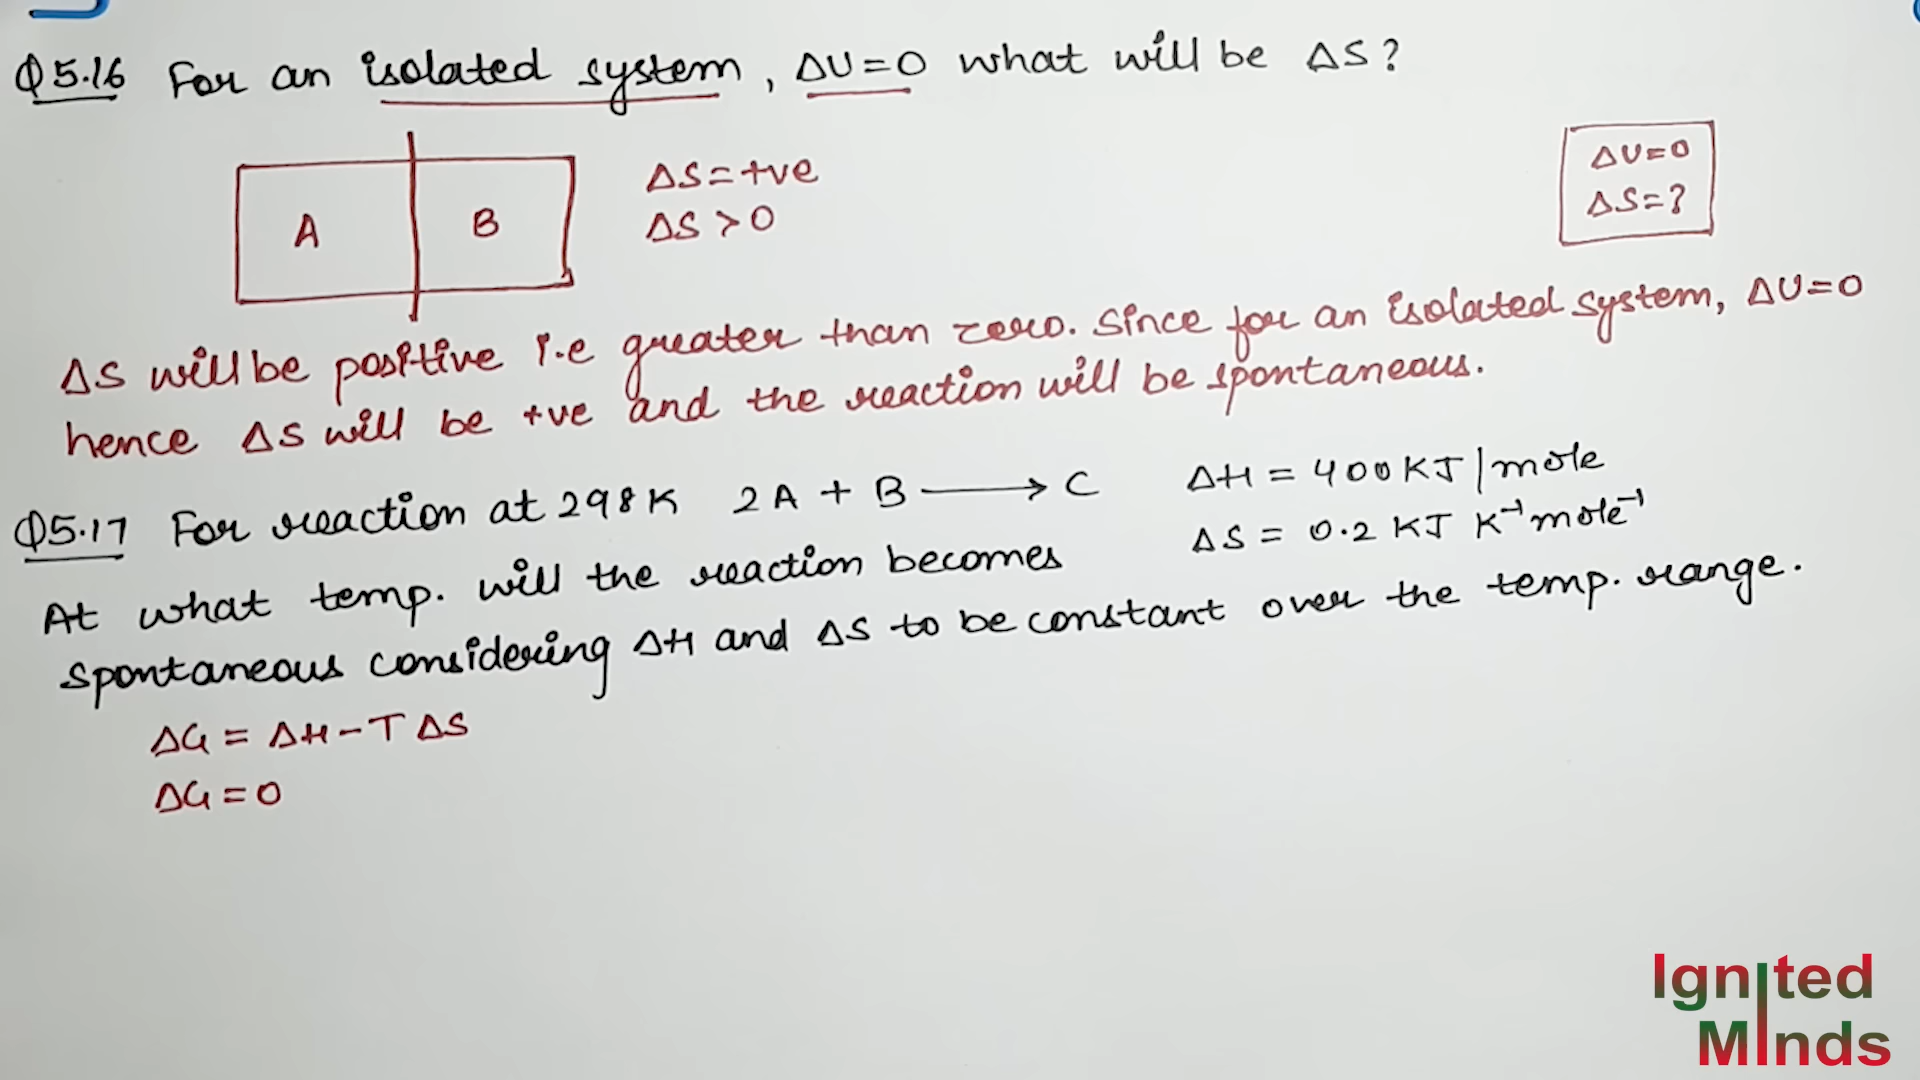 Q5.16 For an isolated system, ΔU=0 what will be ΔS?
A B
ΔS=+ve
ΔS>0
ΔU=0
ΔS=?
ΔS will be positive i.e greater than zero. Since for an isolated system, ΔU=0
hence ΔS will be +ve and the reaction will be spontaneous.
Q5.17 For reaction at 298K 2A + B ⟶ C ΔH = 400KJ/mole
ΔS = 0.2 KJ K⁻¹mole⁻¹
At what temp. will the reaction becomes
spontaneous considering ΔH and ΔS to be constant over the temp. range.
ΔG = ΔH-TΔS
ΔG=0
Ignited
Minds